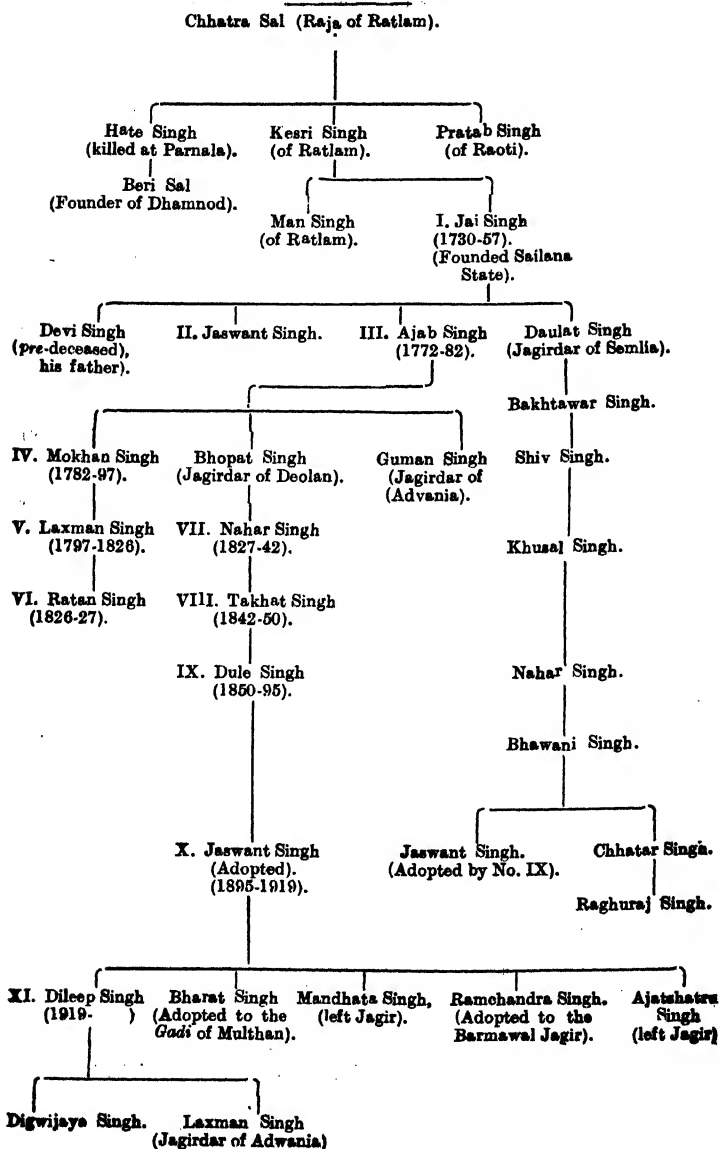 Chhatra Sal (Raja of Ratlam).
Hate Singh Kesri Singh Pratab Singh
(killed at Parnala). (of Ratlam). (of Raoti).
Beri Sal
(Founder of Dhamnod).
Man Singh I. Jai Singh
(of Ratlam). (1730-57).
(Founded Sailana
State).
Devi Singh II. Jaswant Singh. III. Ajab Singh Daulat Singh
(pre-deceased), (1772-82). (Jagirdar of Semlia).
his father).
Bakhtawar Singh.
IV. Mokhan Singh Bhopat Singh Guman Singh Shiv Singh.
(1782-97). (Jagirdar of Deolan). (Jagirdar of
(Advania).
V. Laxman Singh VII. Nahar Singh Khusal Singh.
(1797-1826). (1827-42).
VI. Ratan Singh VIII. Takhat Singh
(1826-27). (1842-50).
IX. Dule Singh Nahar Singh.
(1850-95).
Bhawani Singh.
X. Jaswant Singh Jaswant Singh. Chhatar Singh.
(Adopted). (Adopted by No. IX).
(1895-1919).
Raghuraj Singh.
XI. Dileep Singh Bharat Singh Mandhata Singh, Ramchandra Singh. Ajatshatru
(1919- ) (Adopted to the (left Jagir). (Adopted to the Singh
Gadi of Multhan). Barmawal Jagir). (left Jagir)
Digwijaya Singh. Laxman Singh
(Jagirdar of Adwania)